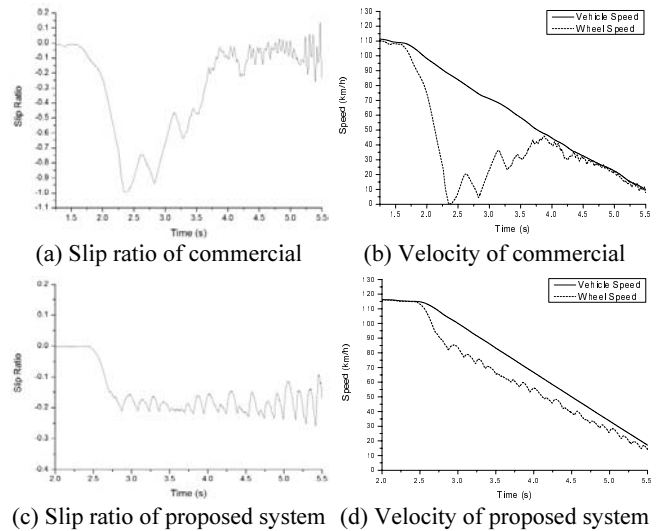 0.2
0.1
0.0
-0.1
-0.2
-0.3
-0.4
-0.5
-0.6
-0.7
-0.8
-0.9
-1.0
-1.1
Slip Ratio
1.5 2.0 2.5 3.0 3.5 4.0 4.5 5.0 5.5
Time (s)
(a) Slip ratio of commercial
Vehicle Speed
Wheel Speed
130
120
110
100
90
80
70
60
50
40
30
20
10
0
Speed (km/h)
1.5 2.0 2.5 3.0 3.5 4.0 4.5 5.0 5.5
Time (s)
(b) Velocity of commercial
0.2
0.1
0.0
-0.1
-0.2
-0.3
-0.4
Slip Ratio
2.0 2.5 3.0 3.5 4.0 4.5 5.0 5.5
Time (s)
(c) Slip ratio of proposed system
Vehicle Speed
Wheel Speed
130
120
110
100
90
80
70
60
50
40
30
20
10
0
Speed (km/h)
2.0 2.5 3.0 3.5 4.0 4.5 5.0 5.5
Time (s)
(d) Velocity of proposed system